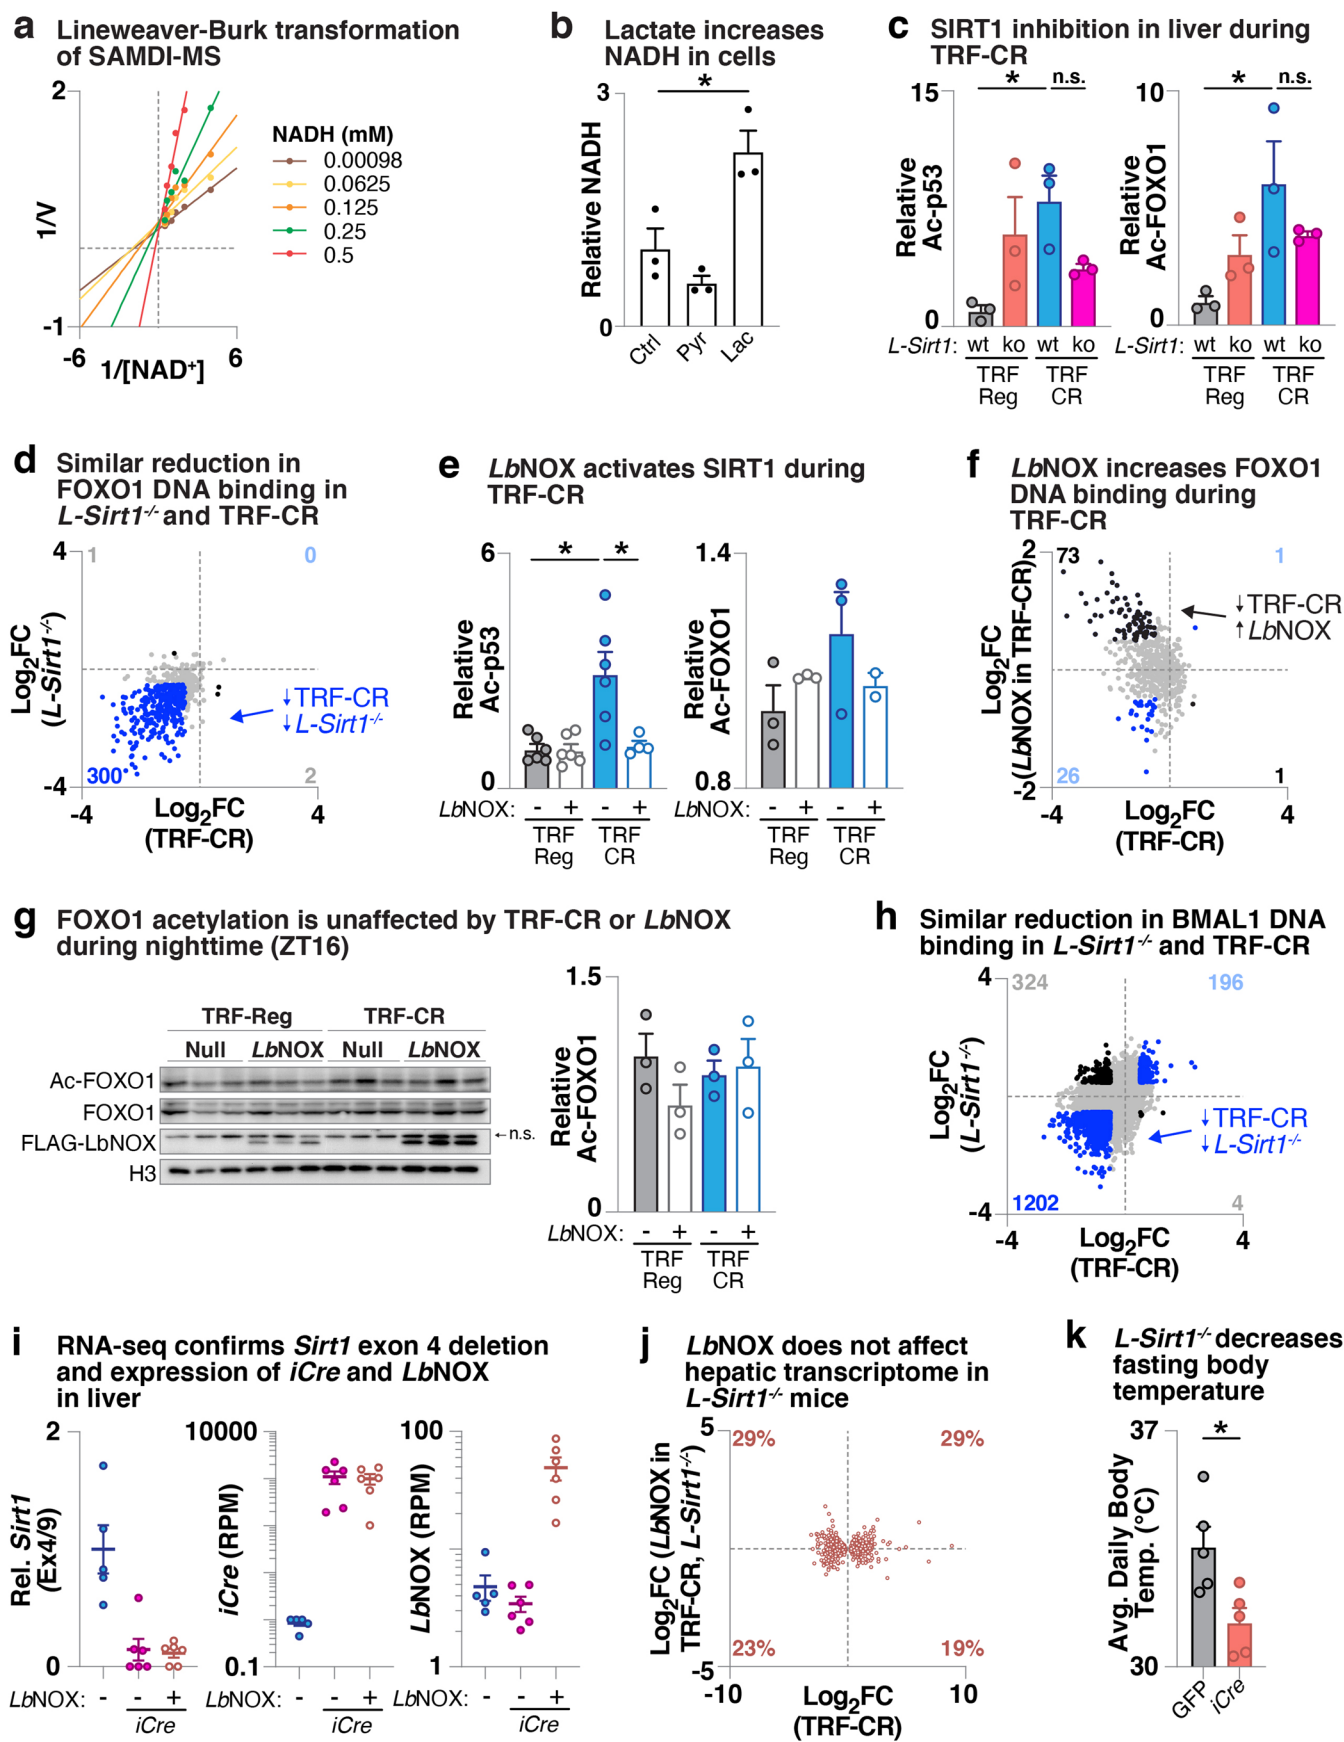 a Lineweaver-Burk transformation
of SAMDI-MS
2
1/V
-1
-6
6
1/[NAD+]
NADH (mM)
0.00098
0.0625
0.125
0.25
0.5
b Lactate increases
NADH in cells
*
3
Relative NADH
0
Ctrl
Pyr
Lac
c SIRT1 inhibition in liver during
TRF-CR
* n.s.
15
Relative
Ac-p53
0
L-Sirt1: wt ko wt ko
TRF TRF
Reg CR
* n.s.
10
Relative
Ac-FOXO1
0
L-Sirt1: wt ko wt ko
TRF TRF
Reg CR
d Similar reduction in
FOXO1 DNA binding in
L-Sirt1-/- and TRF-CR
4 1 0
Log2FC
(L-Sirt1-/-)
↓TRF-CR
↓L-Sirt1-/-
300 2
-4
-4 4
Log2FC
(TRF-CR)
e LbNOX activates SIRT1 during
TRF-CR
* *
6
Relative
Ac-p53
0
LbNOX: - + - +
TRF TRF
Reg CR
1.4
Relative
Ac-FOXO1
0.8
LbNOX: - + - +
TRF TRF
Reg CR
f LbNOX increases FOXO1
DNA binding during
TRF-CR
2 73 1
Log2FC
(LbNOX in TRF-CR)
↓TRF-CR
↑LbNOX
26 1
-2
-4 4
Log2FC
(TRF-CR)
g FOXO1 acetylation is unaffected by TRF-CR or LbNOX
during nighttime (ZT16)
TRF-Reg TRF-CR
Null LbNOX Null LbNOX
Ac-FOXO1
FOXO1
FLAG-LbNOX ←n.s.
H3
1.5
Relative
Ac-FOXO1
0
LbNOX: - + - +
TRF TRF
Reg CR
h Similar reduction in BMAL1 DNA
binding in L-Sirt1-/- and TRF-CR
4 324 196
Log2FC
(L-Sirt1-/-)
↓TRF-CR
↓L-Sirt1-/-
1202 4
-4
-4 4
Log2FC
(TRF-CR)
i RNA-seq confirms Sirt1 exon 4 deletion
and expression of iCre and LbNOX
in liver
2
Rel. Sirt1
(Ex4/9)
0
LbNOX: - - +
iCre
10000
iCre (RPM)
0.1
LbNOX: - - +
iCre
100
LbNOX (RPM)
1
LbNOX: - - +
iCre
j LbNOX does not affect
hepatic transcriptome in
L-Sirt1-/- mice
5 29% 29%
Log2FC (LbNOX in
TRF-CR, L-Sirt1-/-)
23% 19%
-5
-10 10
Log2FC
(TRF-CR)
k L-Sirt1-/- decreases
fasting body
temperature
37 *
Avg. Daily Body
Temp. (°C)
30
GFP
iCre